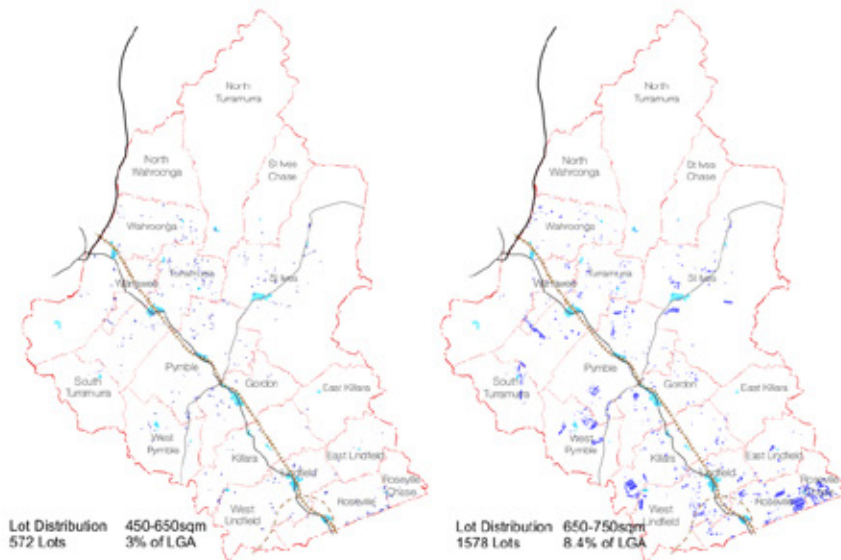 North
Turramurra
North
Wahroonga
St Ives
Chase
Wahroonga
Turramurra
St Ives
Warrawee
Pymble
Gordon
South
Turramurra
East Killara
West
Pymble
Killara
East Lindfield
Lindfield
Roseville
Chase
West
Lindfield
Roseville
Lot Distribution 450-650sqm
572 Lots 3% of LGA
North
Turramurra
North
Wahroonga
St Ives
Chase
Wahroonga
Turramurra
St Ives
Warrawee
Pymble
Gordon
South
Turramurra
East Killara
West
Pymble
Killara
East Lindfield
Lindfield
Roseville
Chase
West
Lindfield
Roseville
Lot Distribution 650-750sqm
1578 Lots 8.4% of LGA